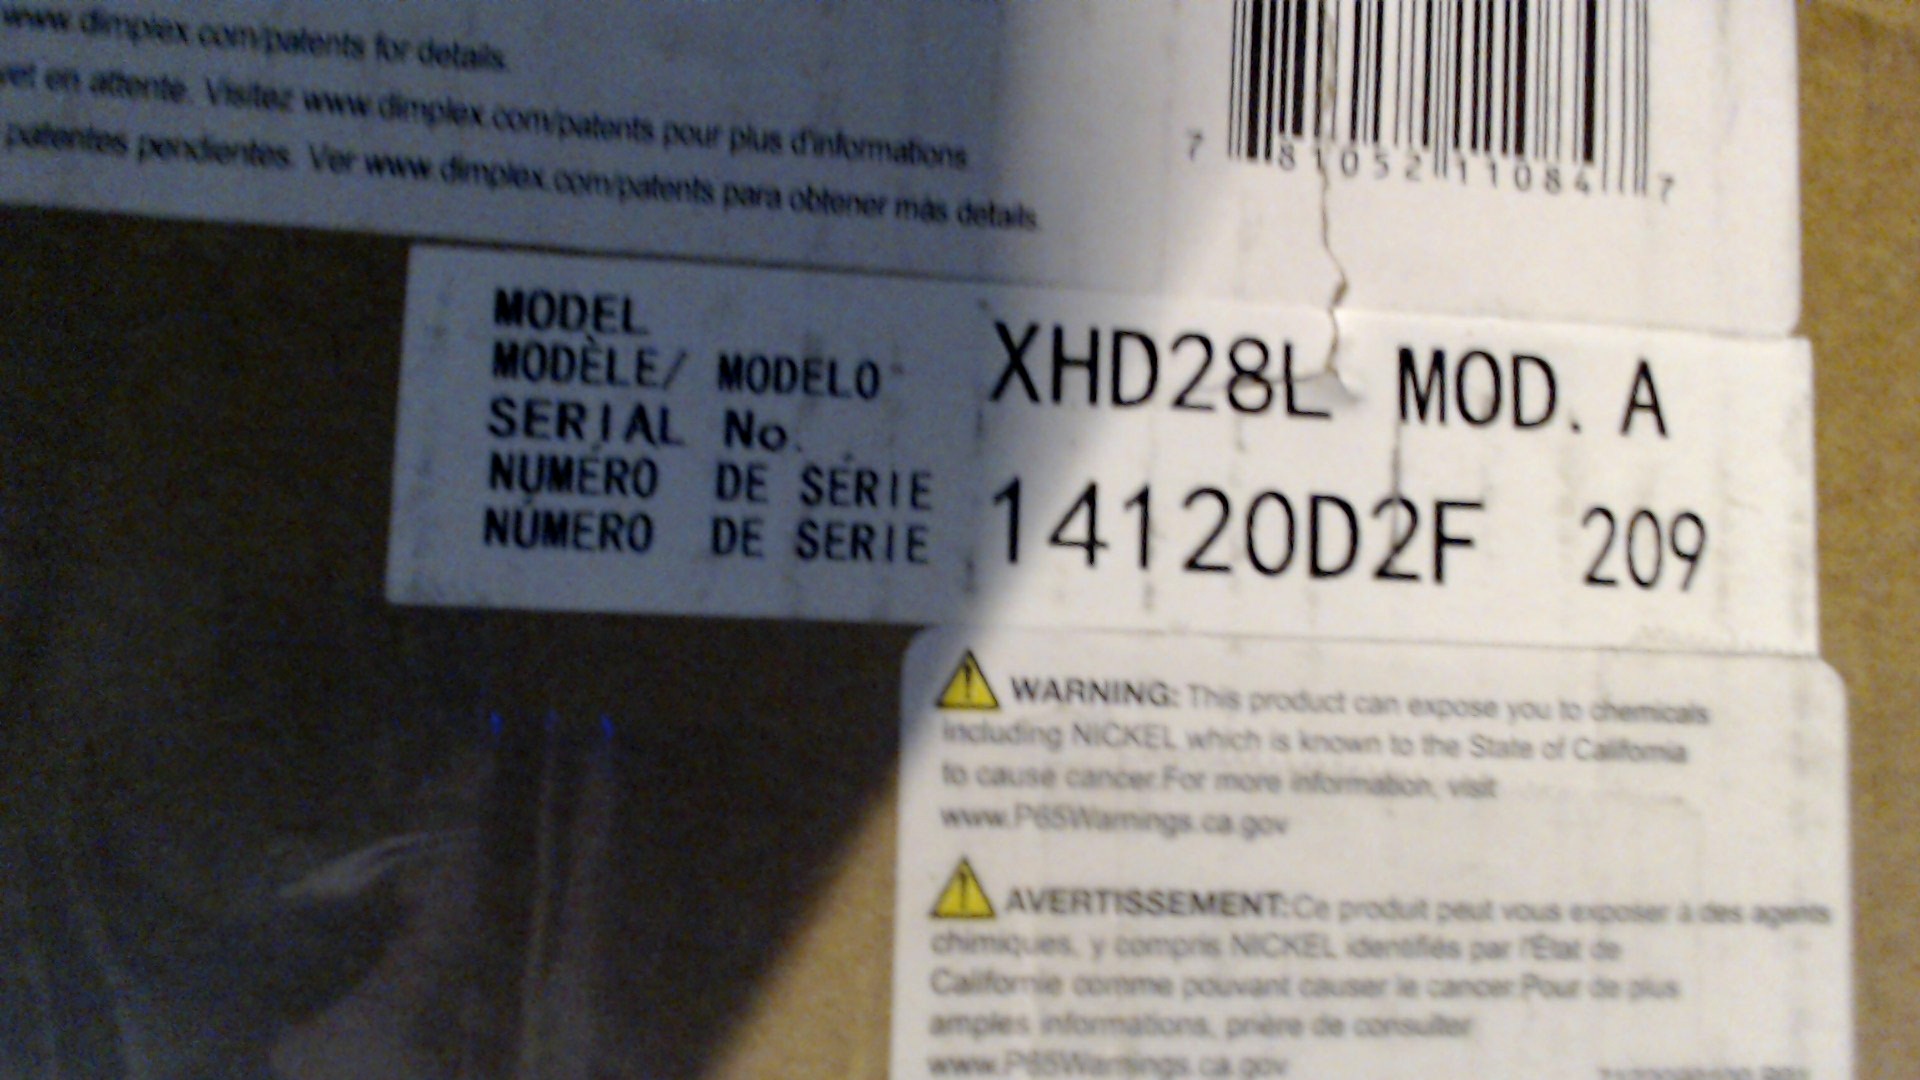 www.dimplex.com/patents for details.
vet en attente. Visitez www.dimplex.com/patents pour plus d'informations.
patentes pendientes. Ver www.dimplex.com/patents para obtener más details.
7 81052 11084 7
MODEL
MODÈLE/ MODELO XHD28L MOD. A
SERIAL No.
NUMÉRO DE SÉRIE 14120D2F 209
NÚMERO DE SERIE
WARNING: This product can expose you to chemicals
including NICKEL which is known to the State of California
to cause cancer.For more information, visit
www.P65Warnings.ca.gov
AVERTISSEMENT:Ce produit peut vous exposer à des agents
chimiques, y compris NICKEL identifiés par l'État de
Californie comme pouvant causer le cancer.Pour de plus
amples informations, prière de consulter
www.P65Warnings.ca.gov